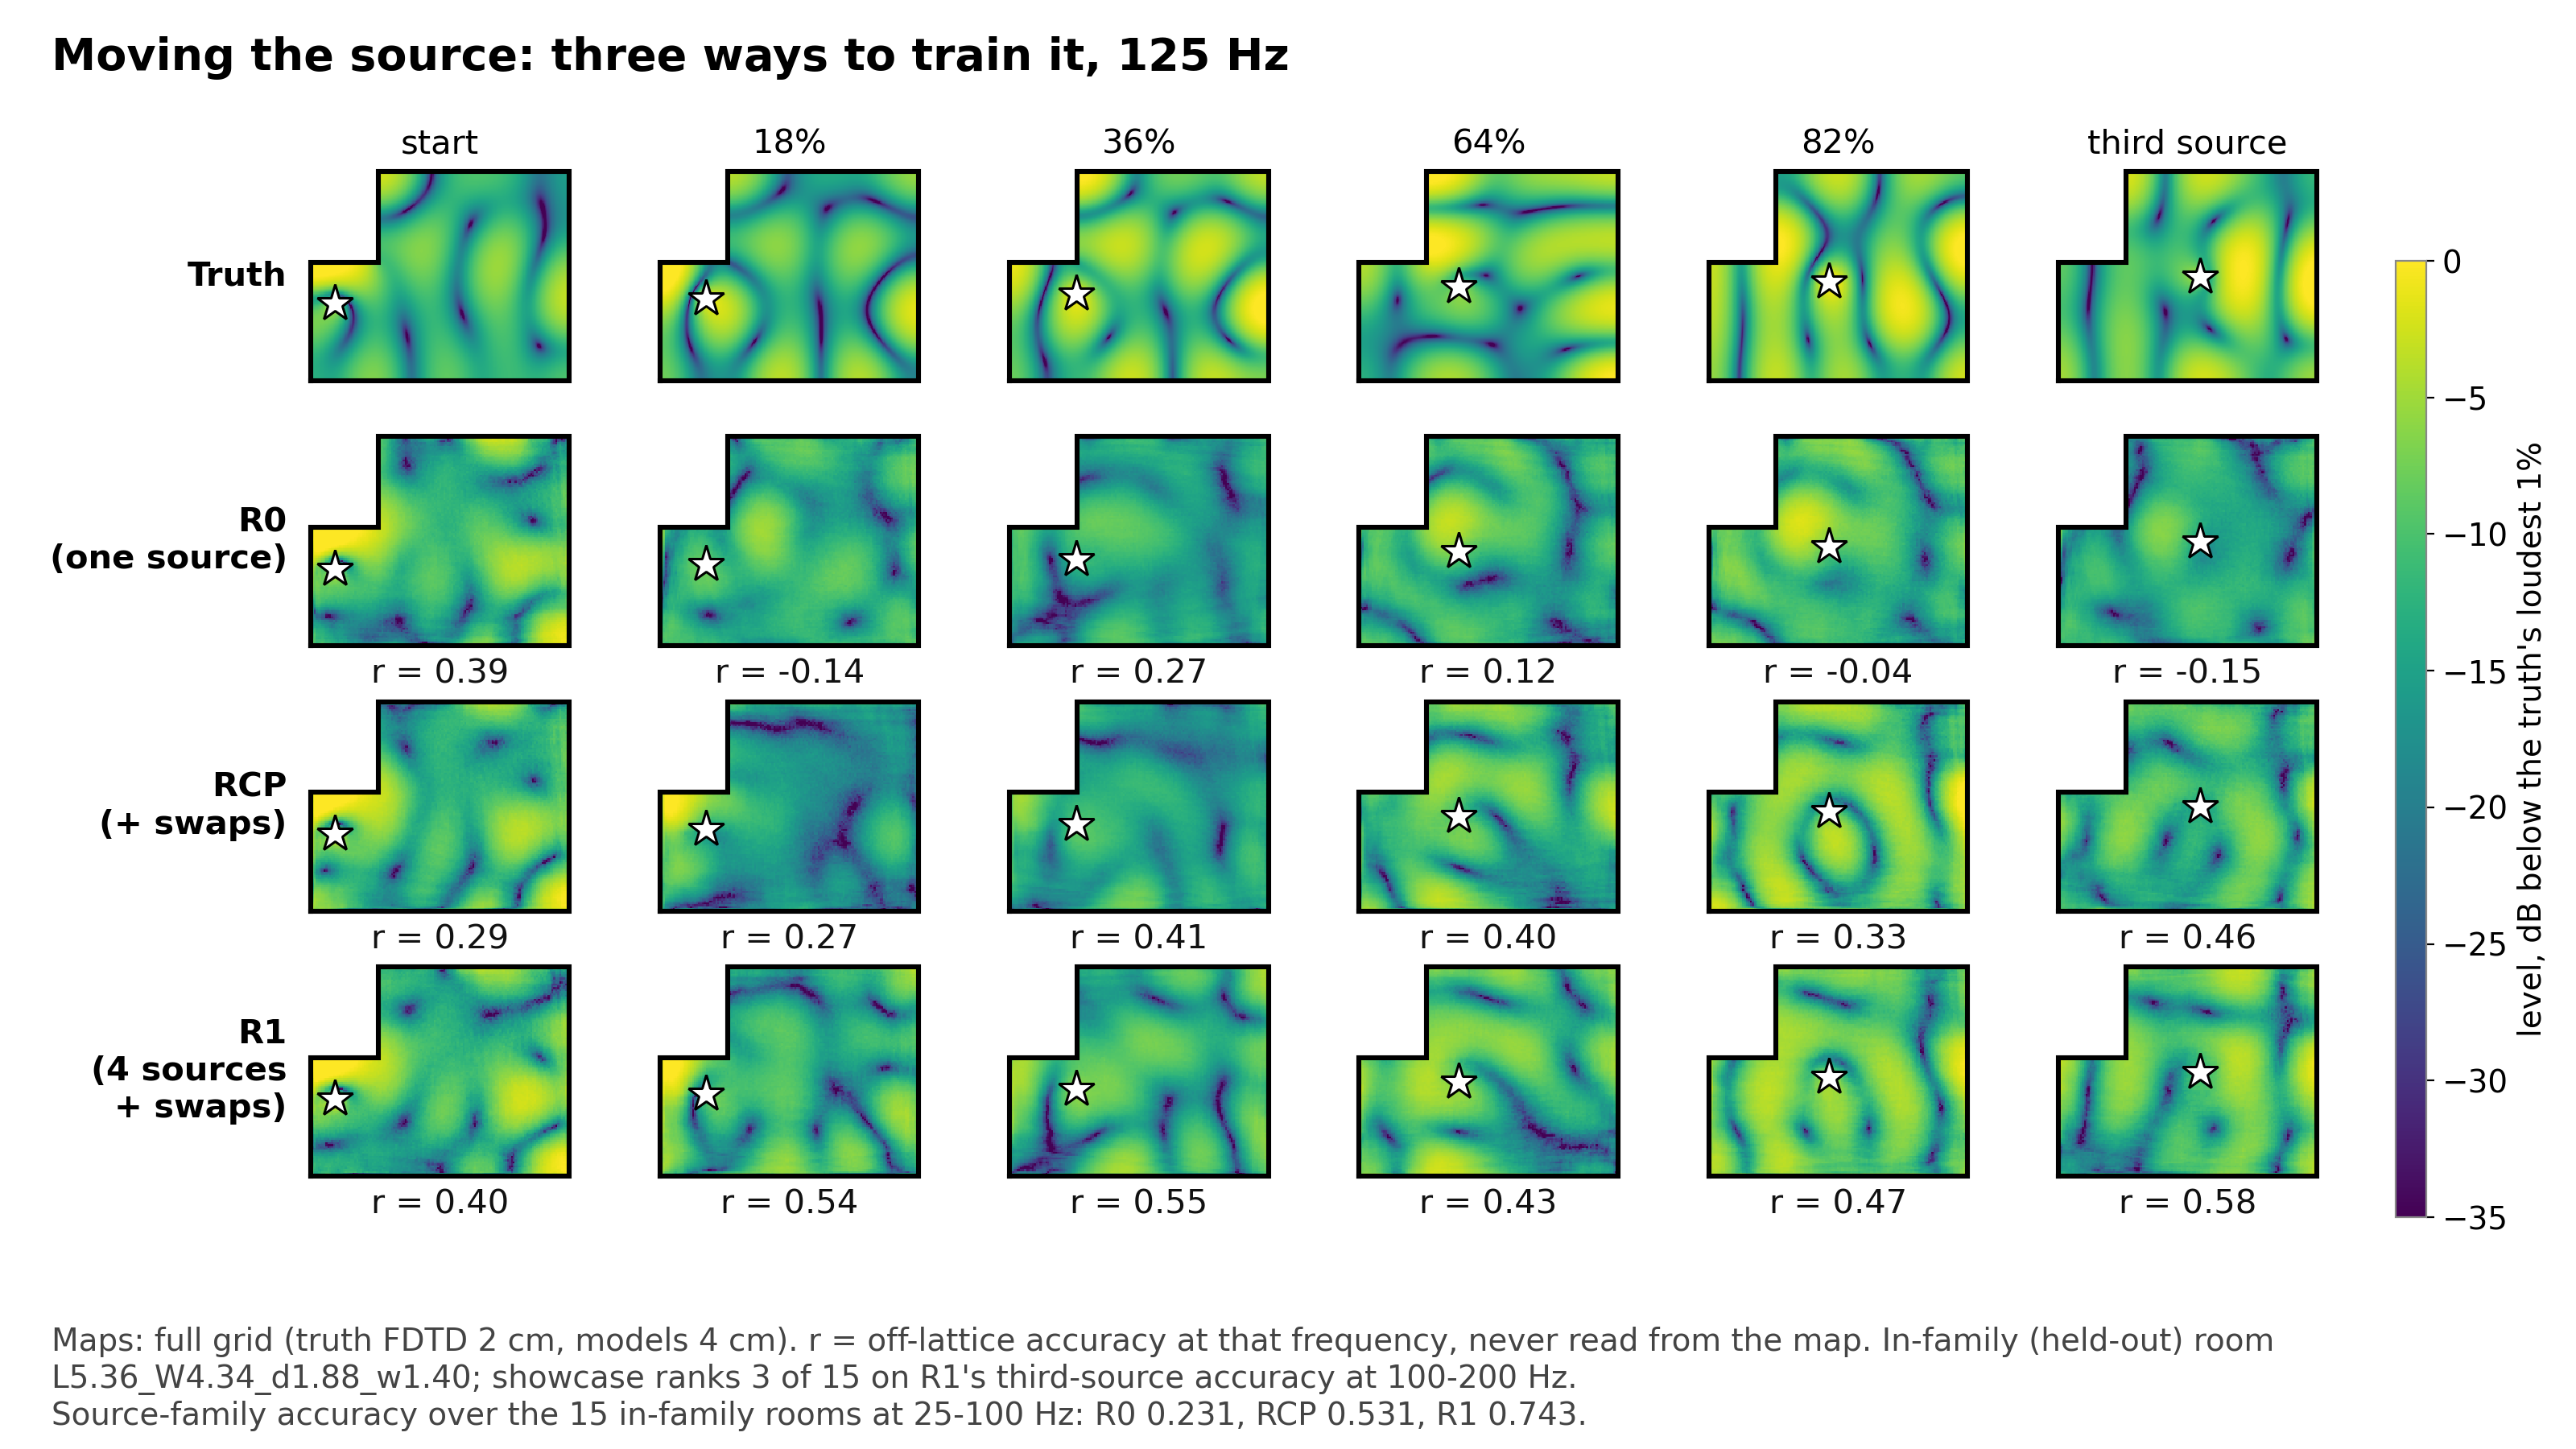 Moving the source: three ways to train it, 125 Hz
start 18% 36% 64% 82% third source
Truth
R0
(one source)
r = 0.39 r = -0.14 r = 0.27 r = 0.12 r = -0.04 r = -0.15
RCP
(+ swaps)
r = 0.29 r = 0.27 r = 0.41 r = 0.40 r = 0.33 r = 0.46
R1
(4 sources
+ swaps)
r = 0.40 r = 0.54 r = 0.55 r = 0.43 r = 0.47 r = 0.58
0
−5
−10
−15
−20
−25
−30
−35
level, dB below the truth's loudest 1%
Maps: full grid (truth FDTD 2 cm, models 4 cm). r = off-lattice accuracy at that frequency, never read from the map. In-family (held-out) room
L5.36_W4.34_d1.88_w1.40; showcase ranks 3 of 15 on R1's third-source accuracy at 100-200 Hz.
Source-family accuracy over the 15 in-family rooms at 25-100 Hz: R0 0.231, RCP 0.531, R1 0.743.